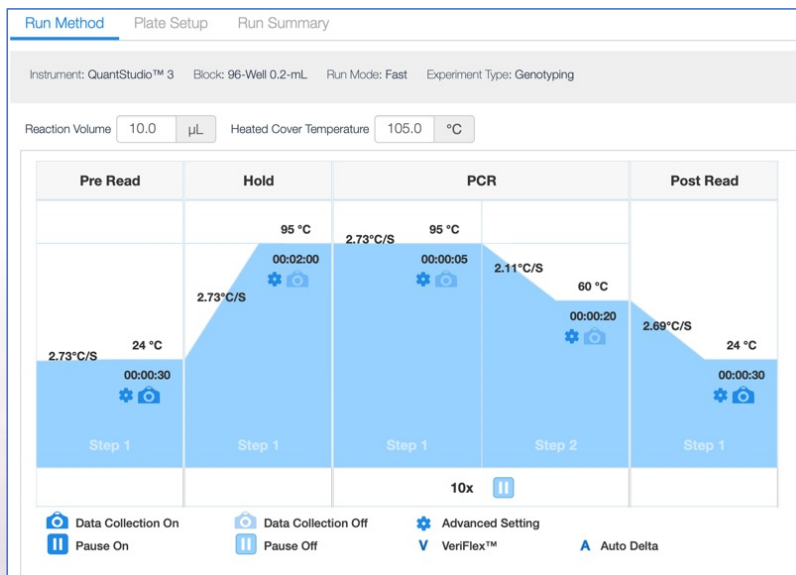 Run Method Plate Setup Run Summary
Instrument: QuantStudio™ 3 Block: 96-Well 0.2-mL Run Mode: Fast Experiment Type: Genotyping
Reaction Volume 10.0 µL Heated Cover Temperature 105.0 °C
Pre Read Hold PCR Post Read
95 °C 95 °C
2.73°C/S
00:02:00 00:00:05
2.11°C/S
60 °C
2.73°C/S
00:00:20
2.69°C/S
24 °C 24 °C
2.73°C/S
00:00:30 00:00:30
Step 1 Step 1 Step 1 Step 2 Step 1
10x
Data Collection On Data Collection Off Advanced Setting
Pause On Pause Off V VeriFlex™ A Auto Delta